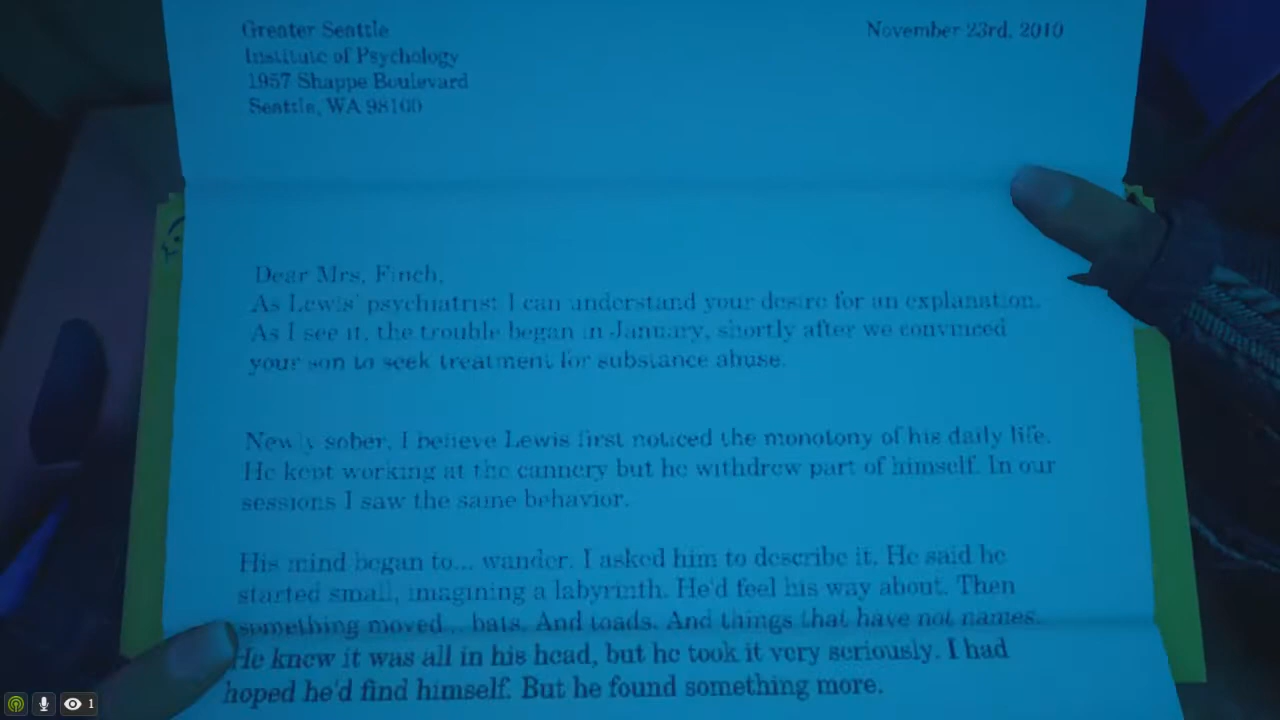 Greater Seattle
November 23rd, 2010
Institute of Psychology
1957 Shappe Boulevard
Seattle, WA 98100
Dear Mrs. Finch,
As Lewis' psychiatrist I can understand your desire for an explanation.
As I see it, the trouble began in January, shortly after we convinced
your son to seek treatment for substance abuse.
Newly sober, I believe Lewis first noticed the monotony of his daily life.
He kept working at the cannery but he withdrew part of himself. In our
sessions I saw the same behavior.
His mind began to... wander. I asked him to describe it. He said he
started small, imagining a labyrinth. He'd feel his way about. Then
something moved... bats. And toads. And things that have not names.
He knew it was all in his head, but he took it very seriously. I had
hoped he'd find himself. But he found something more.
1